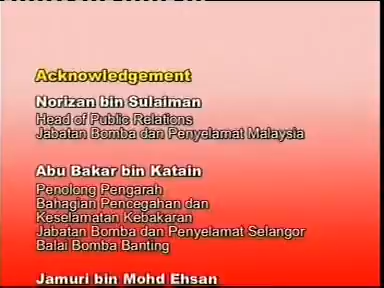 Acknowledgement
Norizan bin Sulaiman
Head of Public Relations
Jabatan Bomba dan Penyelamat Malaysia
Abu Bakar bin Katain
Penolong Pengarah
Bahagian Pencegahan dan
Keselamatan Kebakaran
Jabatan Bomba dan Penyelamat Selangor
Balai Bomba Banting
Jamuri bin Mohd Ehsan